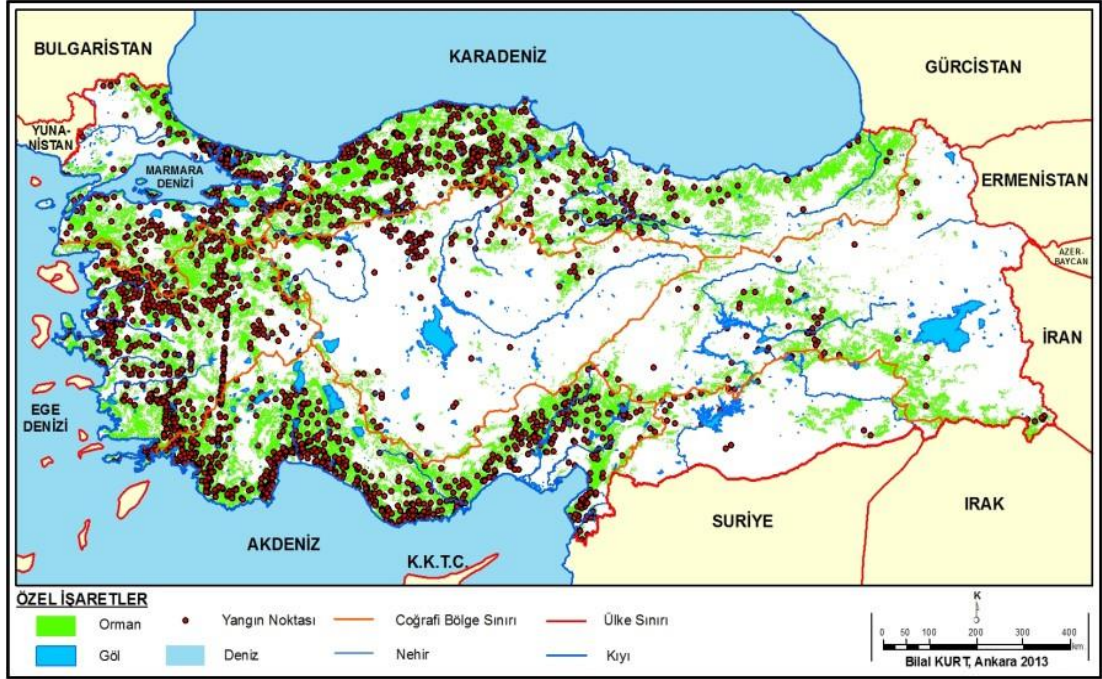 BULGARİSTAN
KARADENİZ
GÜRCİSTAN
YUNA-
NİSTAN
MARMARA
DENİZİ
ERMENİSTAN
AZER-
BAYCAN
İRAN
EGE
DENİZİ
IRAK
SURİYE
AKDENİZ
K.K.T.C.
ÖZEL İŞARETLER
Orman
Yangın Noktası
Coğrafi Bölge Sınırı
Ülke Sınırı
Göl
Deniz
Nehir
Kıyı
K
0 50 100 200 300 400
km
Bilal KURT, Ankara 2013